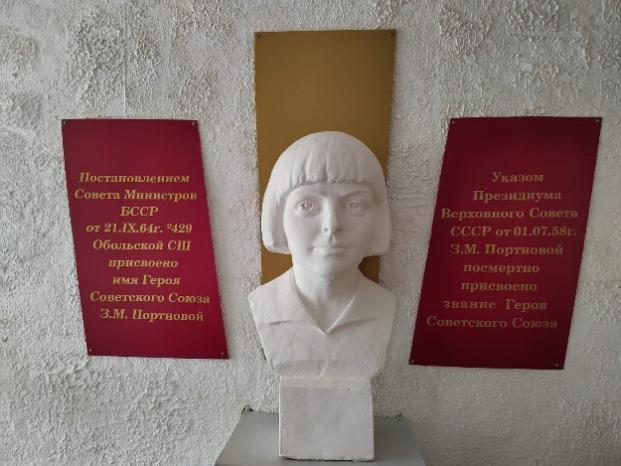 Постановлением
Совета Министров
БССР
от 21.IX.64г. º429
Обольской СШ
присвоено
имя Героя
Советского Союза
З.М. Портновой
Указом
Президиума
Верховного Совета
СССР от 01.07.58г.
З.М. Портновой
посмертно
присвоено
звание Героя
Советского Союза